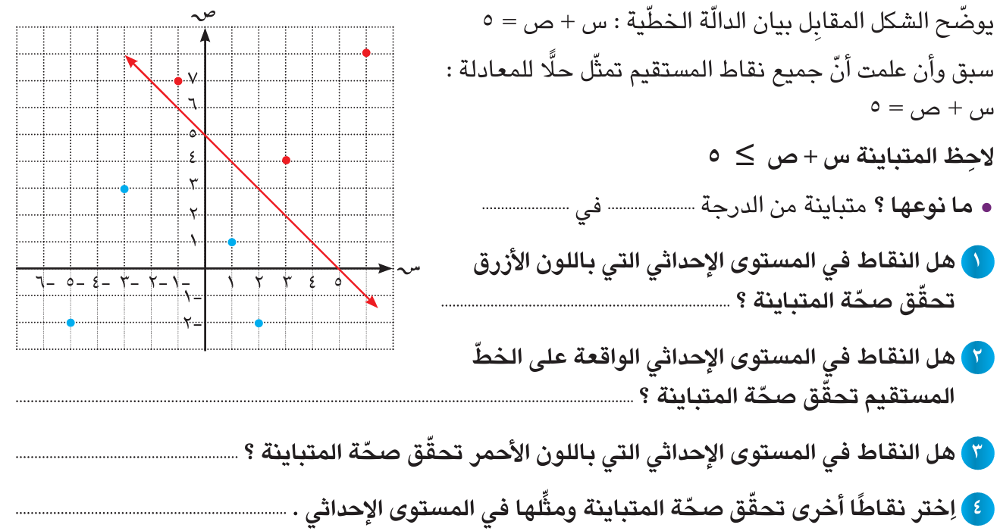 يوضّح الشكل المقابِل بيان الدالّة الخطّية : س + ص = ٥
سبق وأن علمت أنّ جميع نقاط المستقيم تمثّل حلًّا للمعادلة :
س + ص = ٥
لاحِظ المتباينة س + ص ≥ ٥
• ما نوعها ؟ متباينة من الدرجة ........................ في ........................
١ هل النقاط في المستوى الإحداثي التي باللون الأزرق
تحقّق صحّة المتباينة ؟ ........................
٢ هل النقاط في المستوى الإحداثي الواقعة على الخطّ
المستقيم تحقّق صحّة المتباينة ؟ ........................
٣ هل النقاط في المستوى الإحداثي التي باللون الأحمر تحقّق صحّة المتباينة ؟ ........................
٤ اِختر نقاطًا أخرى تحقّق صحّة المتباينة ومثِّلها في المستوى الإحداثي . ........................
ص
٧
٦
٥
٤
٣
٢
١
س
٦– ٥– ٤– ٣– ٢– ١– ١ ٢ ٣ ٤ ٥
١–
٢–